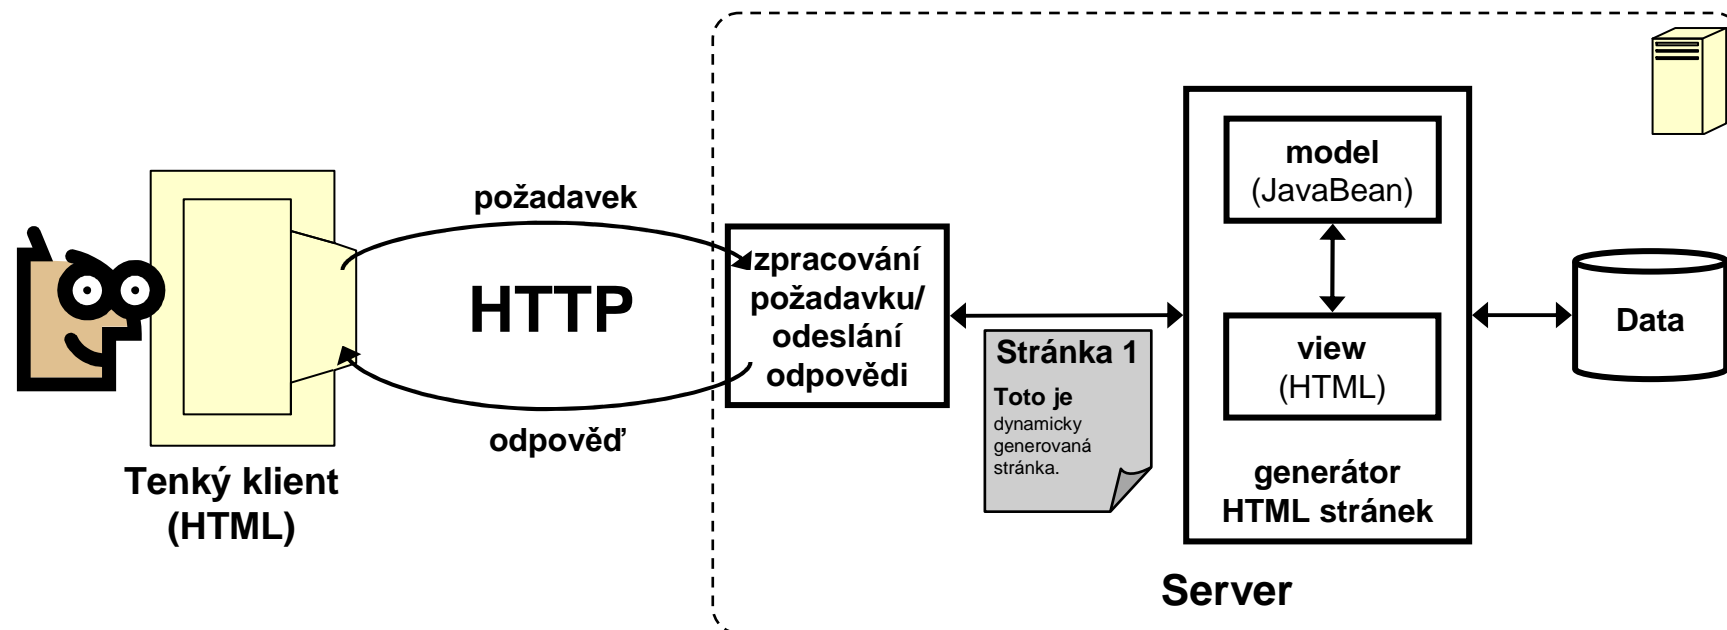 požadavek
HTTP
odpověď
Tenký klient
(HTML)
zpracování
požadavku/
odeslání
odpovědi
Stránka 1
Toto je
dynamicky
generovaná
stránka.
model
(JavaBean)
view
(HTML)
generátor
HTML stránek
Data
Server